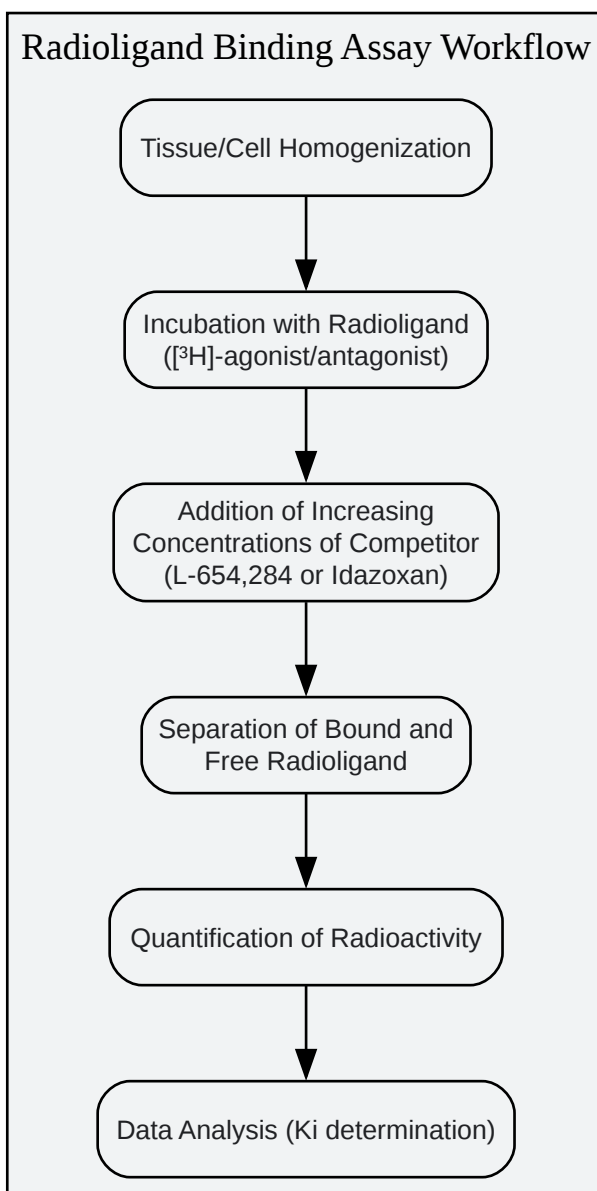 Radioligand Binding Assay Workflow
Tissue/Cell Homogenization
Incubation with Radioligand
([³H]-agonist/antagonist)
Addition of Increasing
Concentrations of Competitor
(L-654,284 or Idazoxan)
Separation of Bound and
Free Radioligand
Quantification of Radioactivity
Data Analysis (Ki determination)